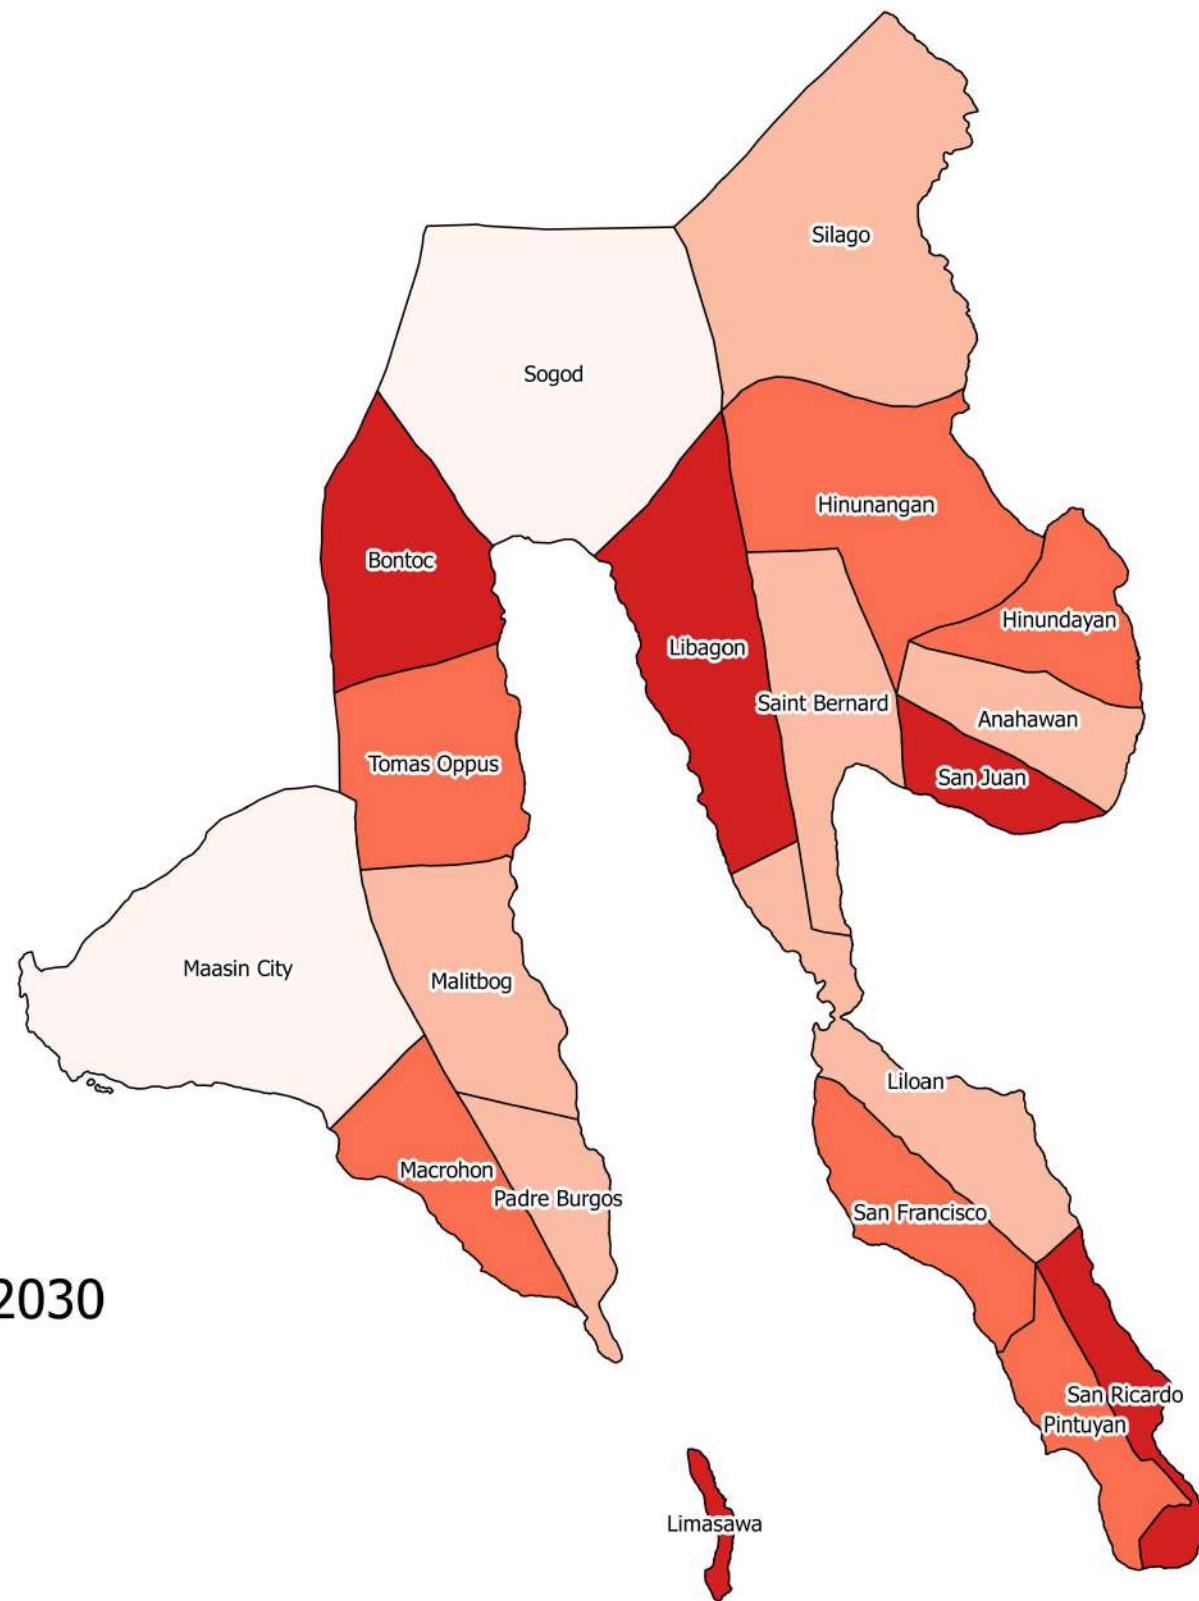 Silago
Sogod
Hinunangan
Bontoc
Hinundayan
Libagon
Saint Bernard
Anahawan
Tomas Oppus
San Juan
Maasin City
Malitbog
Liloan
Macrohon
Padre Burgos
San Francisco
2030
San Ricardo
Pintuyan
Limasawa